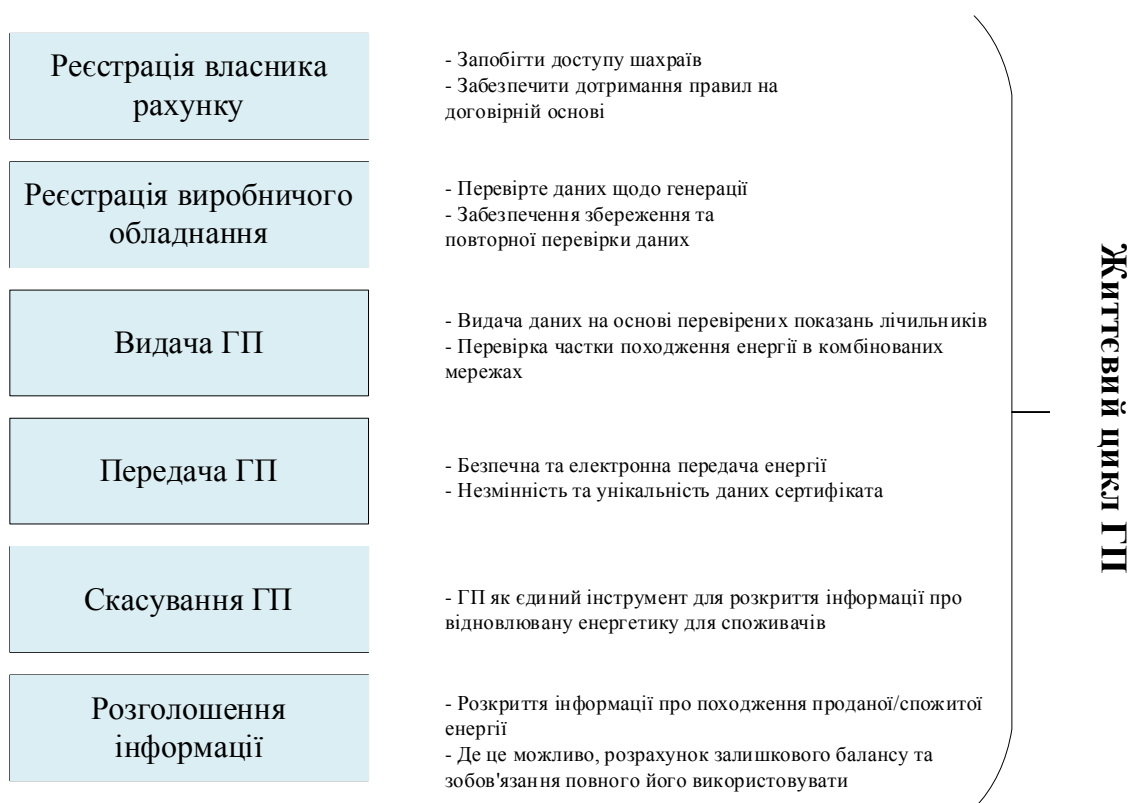 Реєстрація власника
рахунку
- Запобігти доступу шахраїв
- Забезпечити дотримання правил на
договірній основі
Реєстрація виробничого
обладнання
- Перевірте даних щодо генерації
- Забезпечення збереження та
повторної перевірки даних
Видача ГП
- Видача даних на основі перевірених показань лічильників
- Перевірка частки походження енергії в комбінованих
мережах
Передача ГП
- Безпечна та електронна передача енергії
- Незмінність та унікальність даних сертифіката
Скасування ГП
- ГП як єдиний інструмент для розкриття інформації про
відновлювану енергетику для споживачів
Розголошення
інформації
- Розкриття інформації про походження проданої/спожитої
енергії
- Де це можливо, розрахунок залишкового балансу та
зобов'язання повного його використовувати
Життєвий цикл ГП